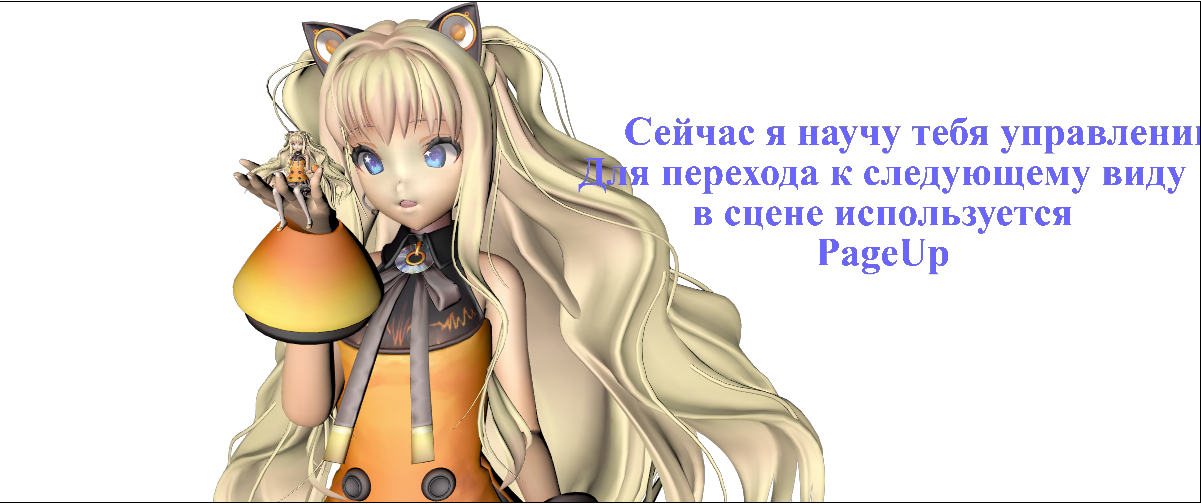 Сейчас я научу тебя управлени
Для перехода к следующему виду
в сцене используется
PageUp